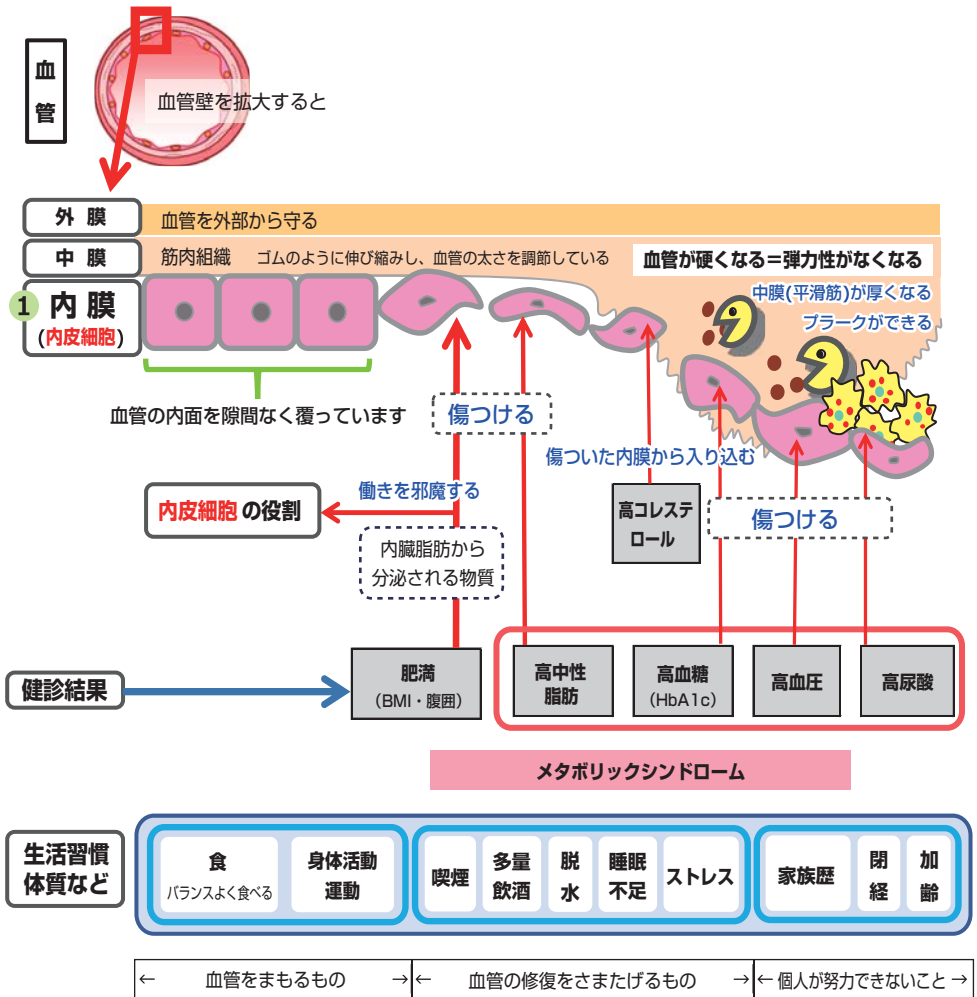 血
管
血管壁を拡大すると
外 膜
血管を外部から守る
中 膜
筋肉組織 ゴムのように伸び縮みし、血管の太さを調節している
血管が硬くなる＝弾力性がなくなる
1 内 膜
(内皮細胞)
中膜(平滑筋)が厚くなる
プラークができる
血管の内面を隙間なく覆っています
傷つける
傷ついた内膜から入り込む
働きを邪魔する
内皮細胞の役割
高コレステ
ロール
傷つける
内臓脂肪から
分泌される物質
健診結果
肥満
（BMI・腹囲）
高中性
脂肪
高血糖
（HbA1c）
高血圧
高尿酸
メタボリックシンドローム
生活習慣
体質など
食
バランスよく食べる
身体活動
運動
喫煙
多量
飲酒
脱
水
睡眠
不足
ストレス
家族歴
閉
経
加
齢
← 血管をまもるもの →
← 血管の修復をさまたげるもの →
← 個人が努力できないこと →